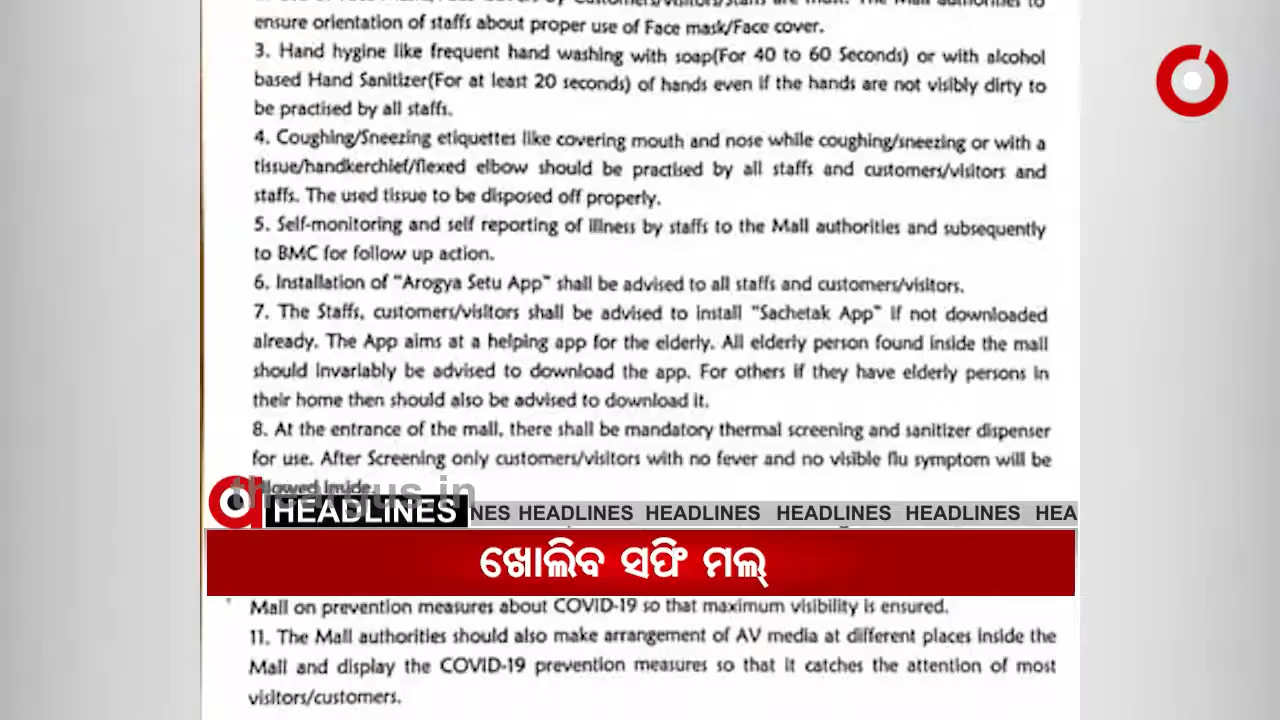 ensure orientation of staffs about proper use of Face mask/Face cover.
3. Hand hygine like frequent hand washing with soap(For 40 to 60 Seconds) or with alcohol
based Hand Sanitizer(For at least 20 seconds) of hands even if the hands are not visibly dirty to
be practised by all staffs.
4. Coughing/Sneezing etiquettes like covering mouth and nose while coughing/sneezing or with a
tissue/handkerchief/flexed elbow should be practised by all staffs and customers/visitors and
staffs. The used tissue to be disposed off properly.
5. Self-monitoring and self reporting of illness by staffs to the Mall authorities and subsequently
to BMC for follow up action.
6. Installation of "Arogya Setu App" shall be advised to all staffs and customers/visitors.
7. The Staffs, customers/visitors shall be advised to install "Sachetak App" if not downloaded
already. The App aims at a helping app for the elderly. All elderly person found inside the mall
should invariably be advised to download the app. For others if they have elderly persons in
their home then should also be advised to download it.
8. At the entrance of the mall, there shall be mandatory thermal screening and sanitizer dispenser
for use. After Screening only customers/visitors with no fever and no visible flu symptom will be
inside.
theargus.in
HEADLINES NES HEADLINES HEADLINES HEADLINES HEADLINES HEA
ଖୋଲିବ ସଫି ମଲ୍
Mall on prevention measures about COVID-19 so that maximum visibility is ensured.
11. The Mall authorities should also make arrangement of AV media at different places inside the
Mall and display the COVID-19 prevention measures so that it catches the attention of most
visitors/customers.